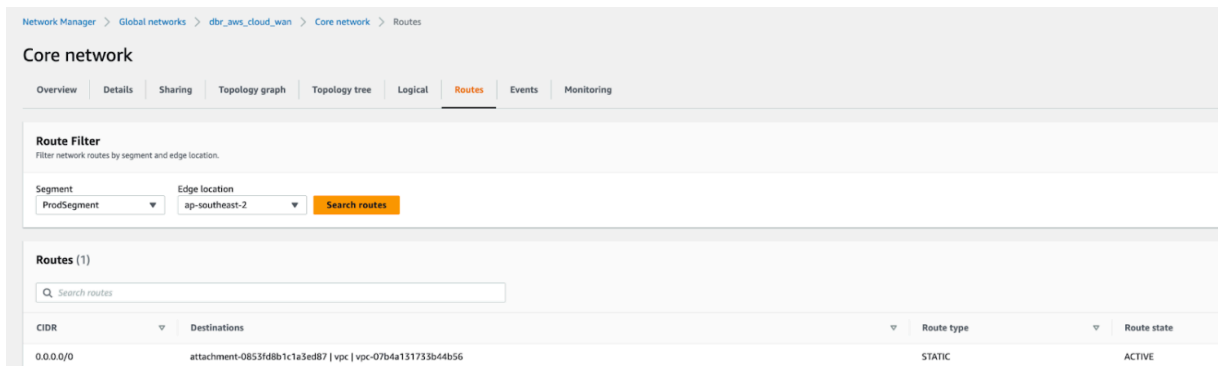 Network Manager > Global networks > dbr_aws_cloud_wan > Core network > Routes
Core network
Overview Details Sharing Topology graph Topology tree Logical Routes Events Monitoring
Route Filter
Filter network routes by segment and edge location.
Segment Edge location
ProdSegment ap-southeast-2 Search routes
Routes (1)
Search routes
CIDR Destinations Route type Route state
0.0.0.0/0 attachment-0853fd8b1c1a3ed87 | vpc | vpc-07b4a131733b44b56 STATIC ACTIVE